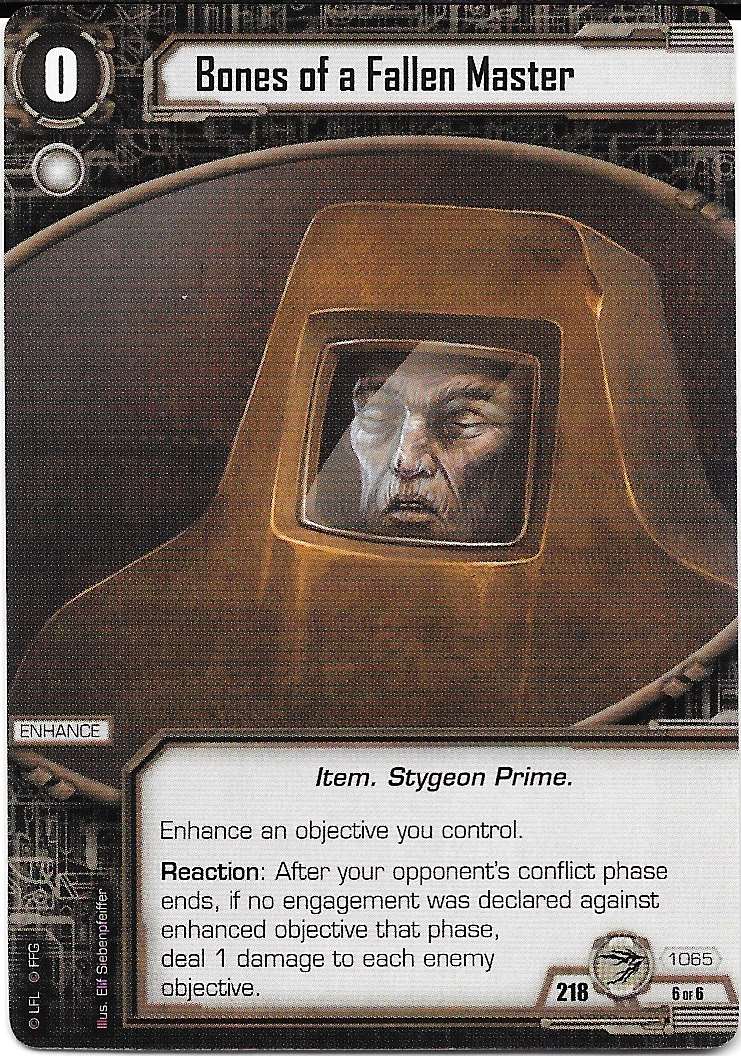 0
Bones of a Fallen Master
ENHANCE
Item. Stygeon Prime.
Enhance an objective you control.
Reaction: After your opponent's conflict phase
ends, if no engagement was declared against
enhanced objective that phase,
deal 1 damage to each enemy
objective.
218
1065
6 OF 6
© LFL © FFG
Illus. Elif Siebenpfeiffer